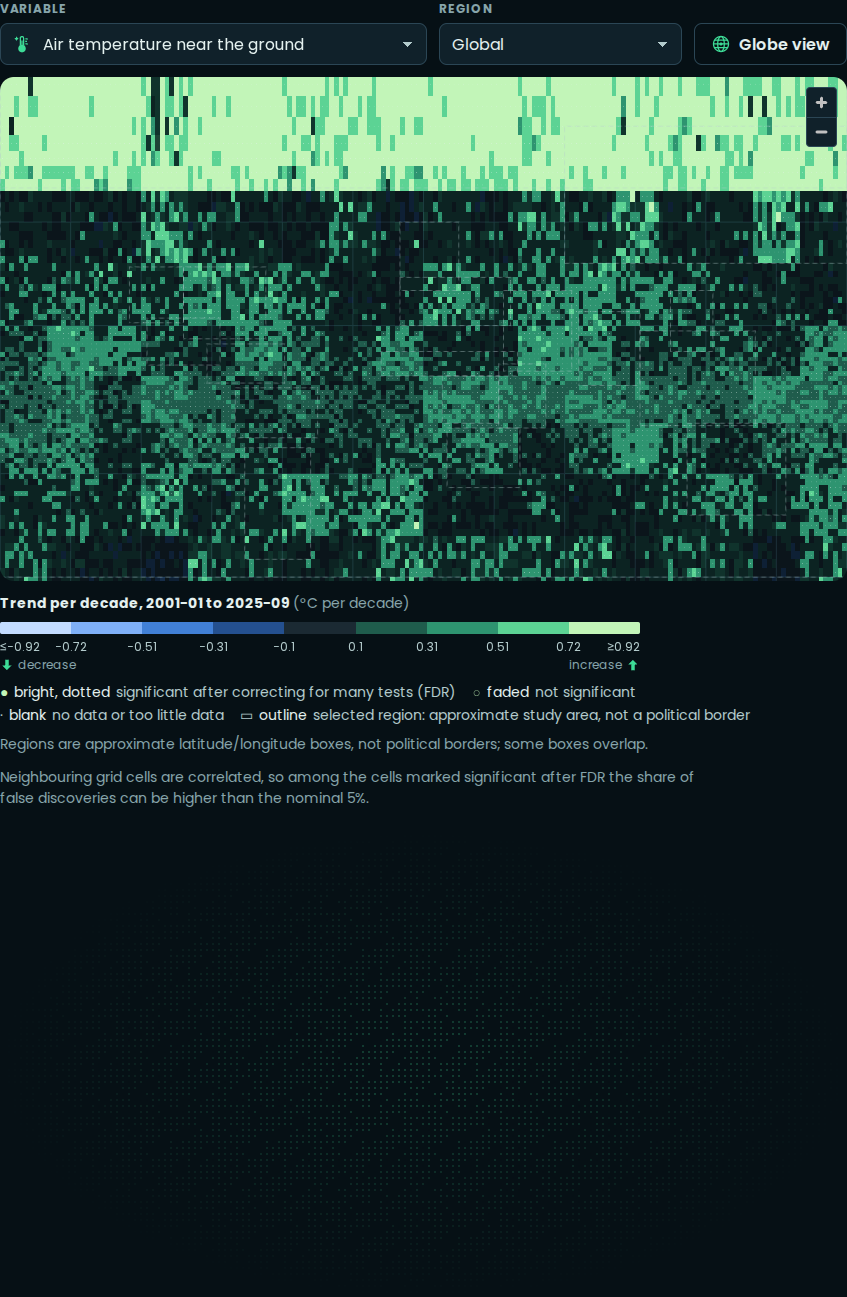 VARIABLE
REGION
Air temperature near the ground
Global
Globe view
+
−
Trend per decade, 2001-01 to 2025-09 (°C per decade)
≤−0.92 −0.72 −0.51 −0.31 −0.1 0.1 0.31 0.51 0.72 ≥0.92
decrease
increase
bright, dotted significant after correcting for many tests (FDR) faded not significant
· blank no data or too little data outline selected region: approximate study area, not a political border
Regions are approximate latitude/longitude boxes, not political borders; some boxes overlap.
Neighbouring grid cells are correlated, so among the cells marked significant after FDR the share of
false discoveries can be higher than the nominal 5%.